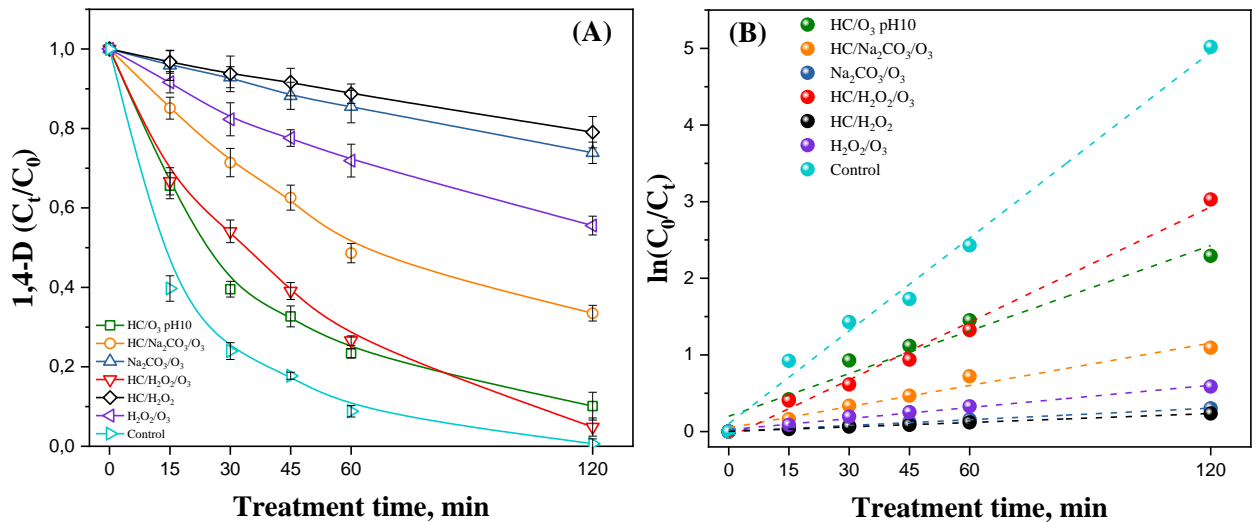 (A)
1,4-D (Cₜ/C₀)
1,0
0,8
0,6
0,4
0,2
0,0
HC/O₃ pH10
HC/Na₂CO₃/O₃
Na₂CO₃/O₃
HC/H₂O₂/O₃
HC/H₂O₂
H₂O₂/O₃
Control
0 15 30 45 60 120
Treatment time, min
(B)
ln(C₀/Cₜ)
5
4
3
2
1
0
HC/O₃ pH10
HC/Na₂CO₃/O₃
Na₂CO₃/O₃
HC/H₂O₂/O₃
HC/H₂O₂
H₂O₂/O₃
Control
0 15 30 45 60 120
Treatment time, min